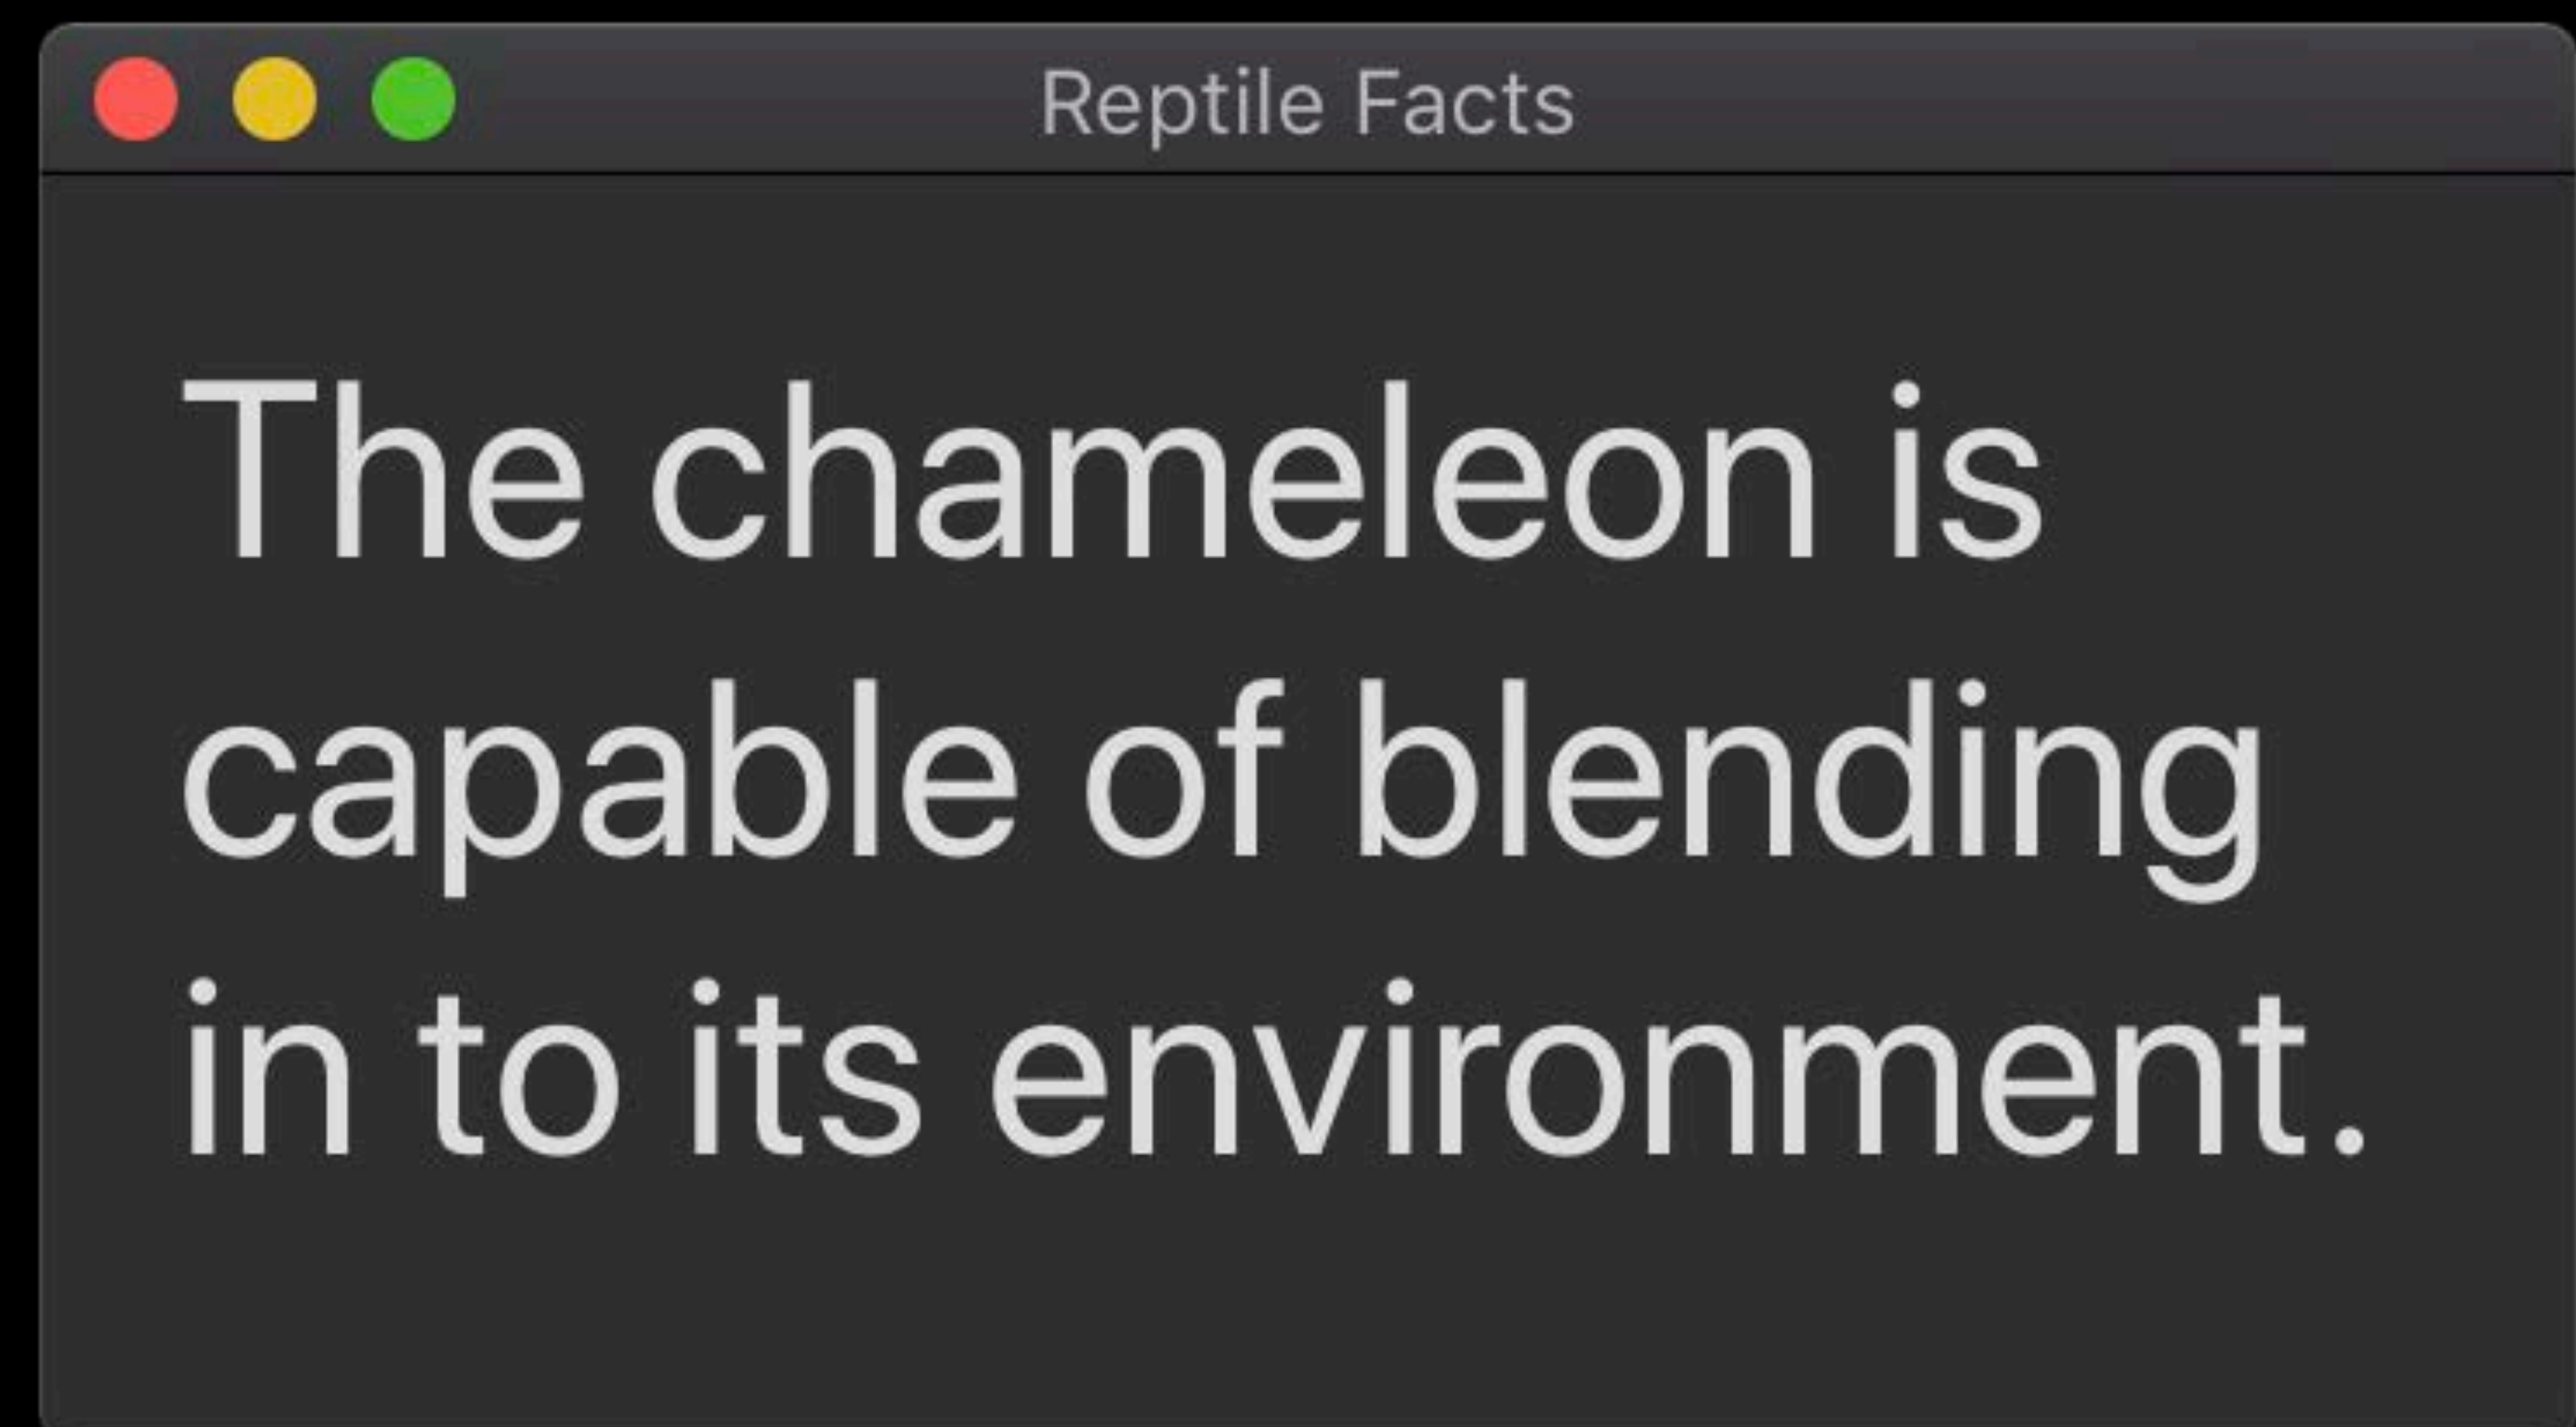 Reptile Facts
The chameleon is
capable of blending
in to its environment.